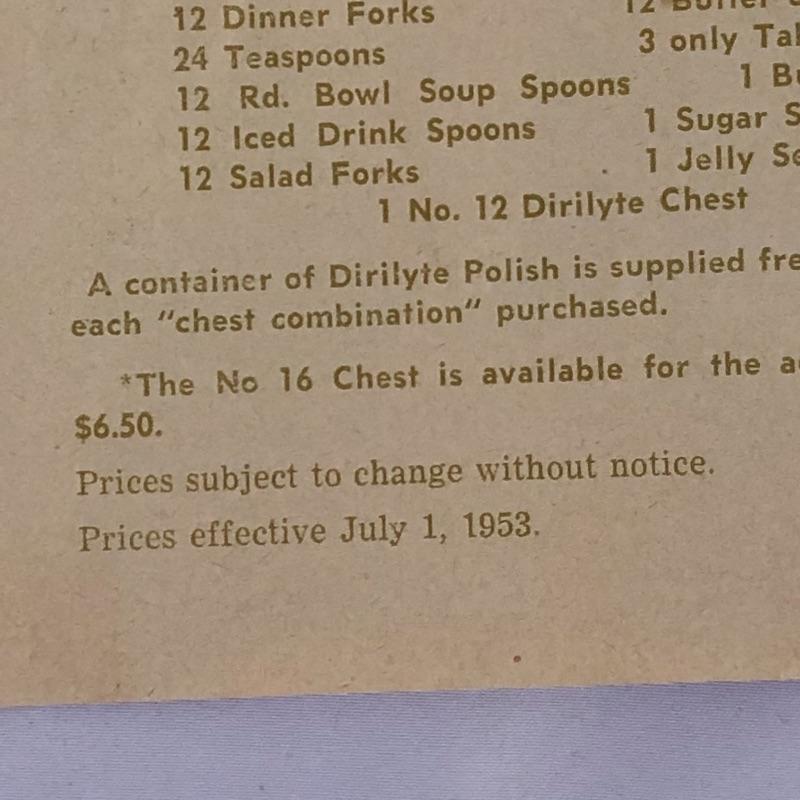 12 Dinner Forks 12
24 Teaspoons 3 only
12 Rd. Bowl Soup Spoons 1
12 Iced Drink Spoons 1 Sugar
12 Salad Forks 1 Jelly
1 No. 12 Dirilyte Chest
A container of Dirilyte Polish is supplied
each "chest combination" purchased.
*The No 16 Chest is available for the
$6.50.
Prices subject to change without notice.
Prices effective July 1, 1953.